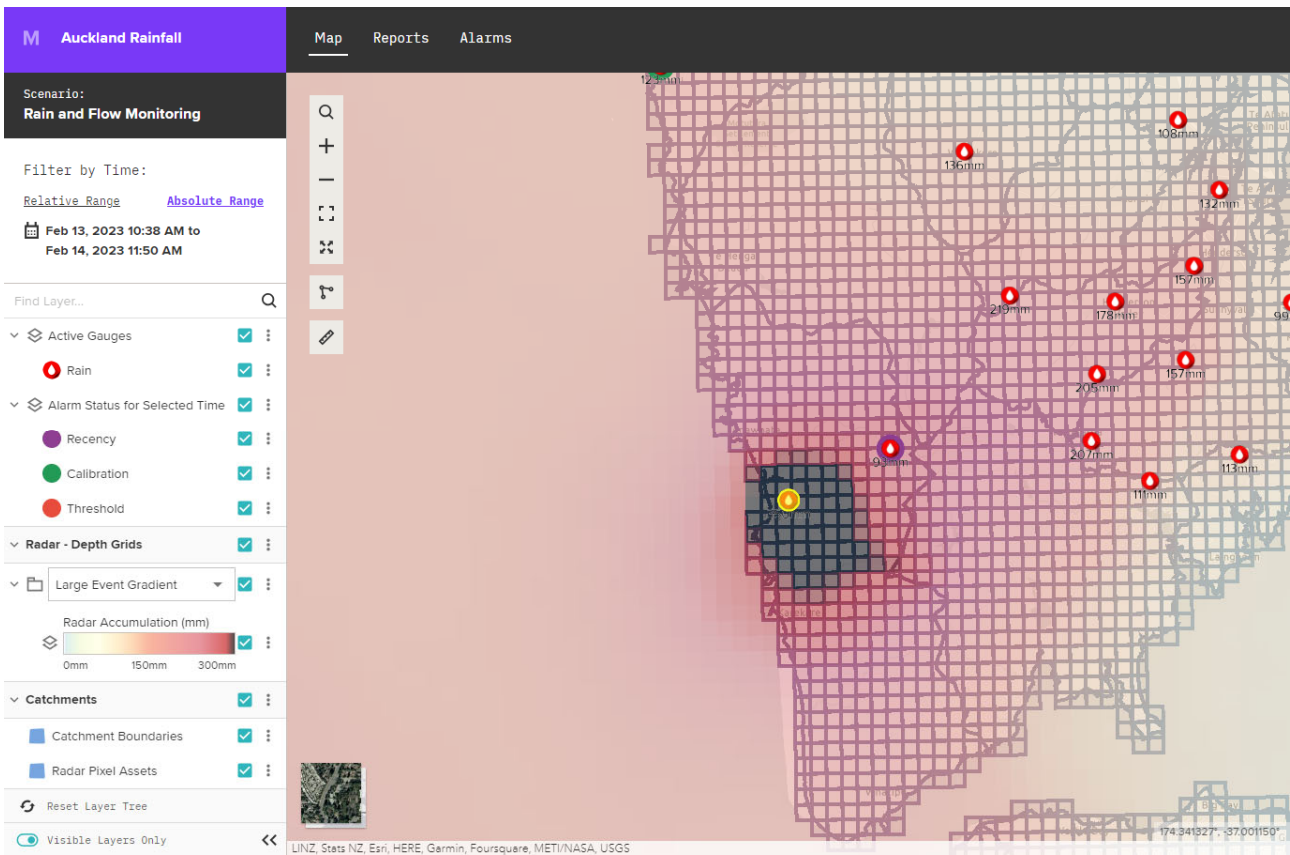 M Auckland Rainfall
Map Reports Alarms
Scenario:
Rain and Flow Monitoring
Filter by Time:
Relative Range Absolute Range
Feb 13, 2023 10:38 AM to
Feb 14, 2023 11:50 AM
Find Layer...
Active Gauges
Rain
Alarm Status for Selected Time
Recency
Calibration
Threshold
Radar - Depth Grids
Large Event Gradient
Radar Accumulation (mm)
0mm 150mm 300mm
Catchments
Catchment Boundaries
Radar Pixel Assets
Reset Layer Tree
Visible Layers Only
123mm
108mm
136mm
132mm
157mm
219mm
178mm
99
157mm
205mm
207mm
93mm
113mm
111mm
Karekare
174.341327°, -37.001150°
LINZ, Stats NZ, Esri, HERE, Garmin, Foursquare, METI/NASA, USGS